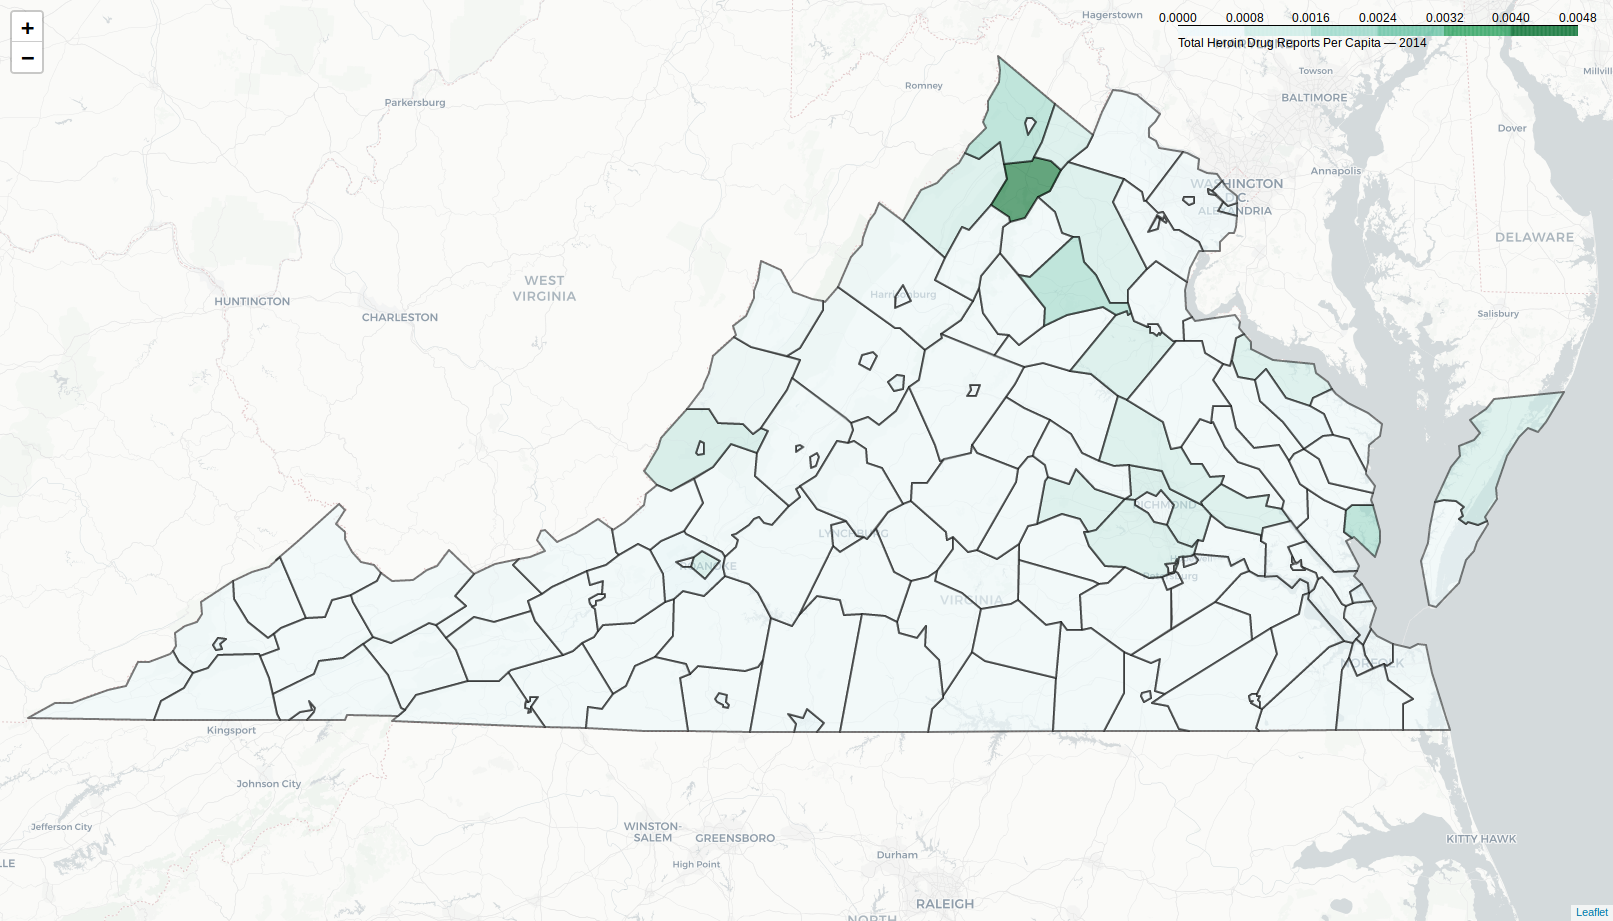 +
−
0.0000 0.0008 0.0016 0.0024 0.0032 0.0040 0.0048
Total Heroin Drug Reports Per Capita — 2014
Hagerstown
Towson
Millvill
Romney
BALTIMORE
Parkersburg
Dover
Annapolis
WASHINGTON
D.C.
ALEXANDRIA
DELAWARE
WEST
VIRGINIA
Harrisonburg
HUNTINGTON
CHARLESTON
Salisbury
RICHMOND
LYNCHBURG
ROANOKE
Petersburg
VIRGINIA
NORFOLK
Kingsport
Johnson City
Jefferson City
WINSTON-
SALEM
GREENSBORO
KITTY HAWK
Durham
LLE
High Point
RALEIGH
NORTH
Leaflet